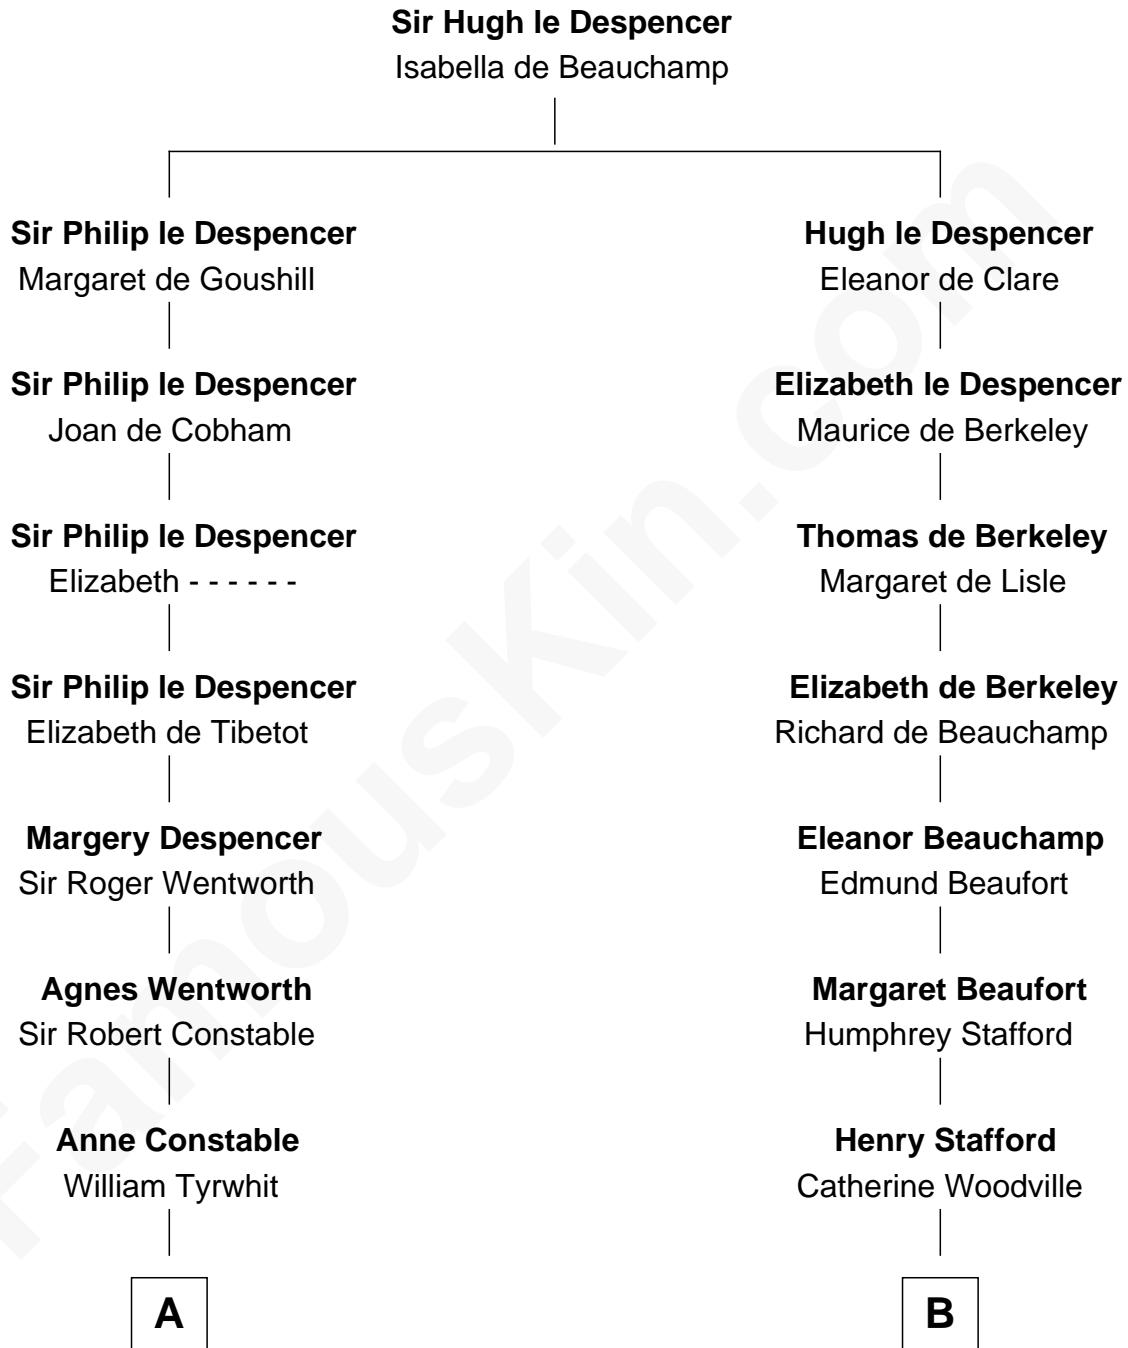 Sir Hugh le Despencer
Isabella de Beauchamp
Sir Philip le Despencer
Margaret de Goushill
Hugh le Despencer
Eleanor de Clare
Sir Philip le Despencer
Joan de Cobham
Elizabeth le Despencer
Maurice de Berkeley
Sir Philip le Despencer
Elizabeth - - - - - -
Thomas de Berkeley
Margaret de Lisle
Sir Philip le Despencer
Elizabeth de Tibetot
Elizabeth de Berkeley
Richard de Beauchamp
Margery Despencer
Sir Roger Wentworth
Eleanor Beauchamp
Edmund Beaufort
Agnes Wentworth
Sir Robert Constable
Margaret Beaufort
Humphrey Stafford
Anne Constable
William Tyrwhit
Henry Stafford
Catherine Woodville
A
B
FamousKin.com